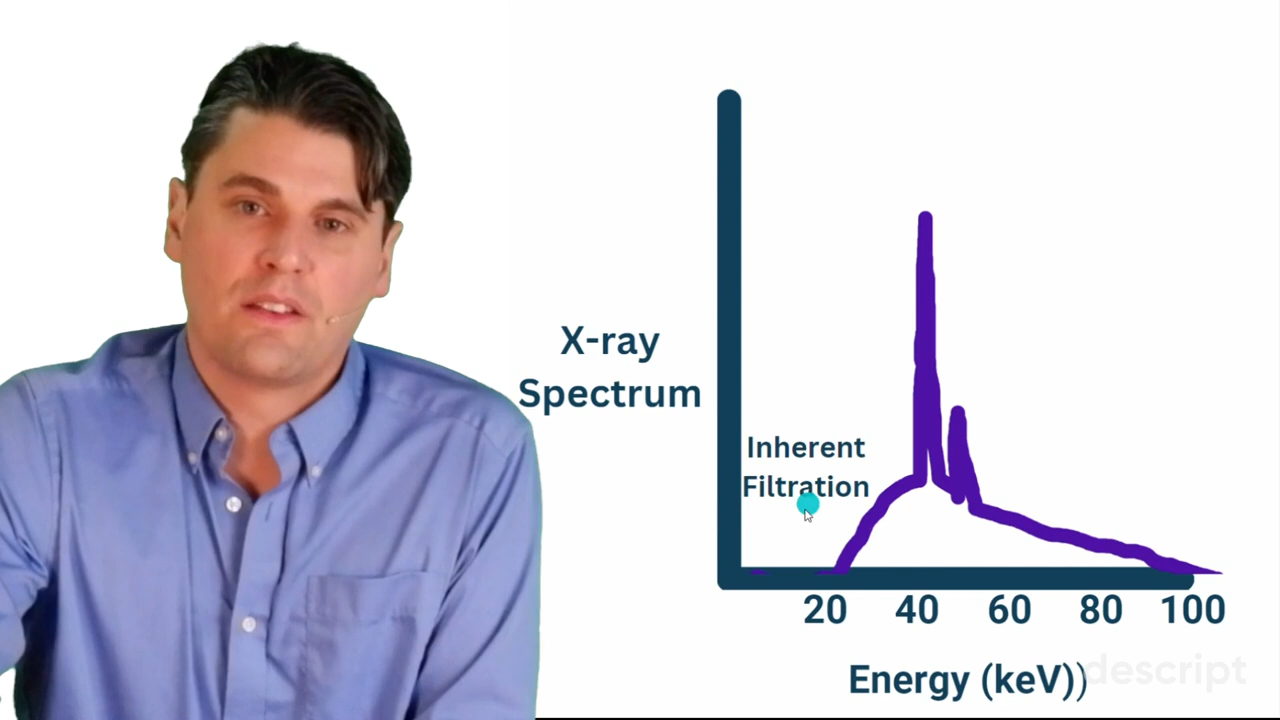 X-ray
Spectrum
Inherent
Filtration
20 40 60 80 100
Energy (keV))
descript